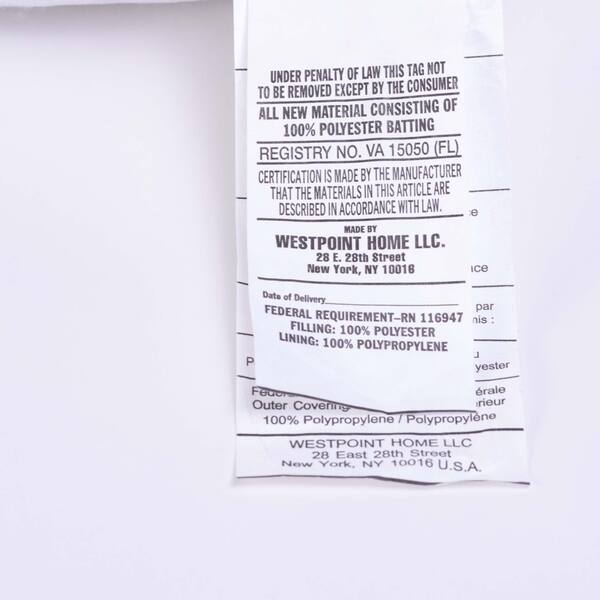 UNDER PENALTY OF LAW THIS TAG NOT
TO BE REMOVED EXCEPT BY THE CONSUMER
ALL NEW MATERIAL CONSISTING OF
100% POLYESTER BATTING
REGISTRY NO. VA 15050 (FL)
CERTIFICATION IS MADE BY THE MANUFACTURER
THAT THE MATERIALS IN THIS ARTICLE ARE
DESCRIBED IN ACCORDANCE WITH LAW.
MADE BY
WESTPOINT HOME LLC.
28 E. 28th Street
New York, NY 10016
Date of Delivery
FEDERAL REQUIREMENT–RN 116947
FILLING: 100% POLYESTER
LINING: 100% POLYPROPYLENE
par
Outer Covering
100% Polypropylene / Polypropylène
WESTPOINT HOME LLC
28 East 28th Street
New York, NY 10016 U.S.A.